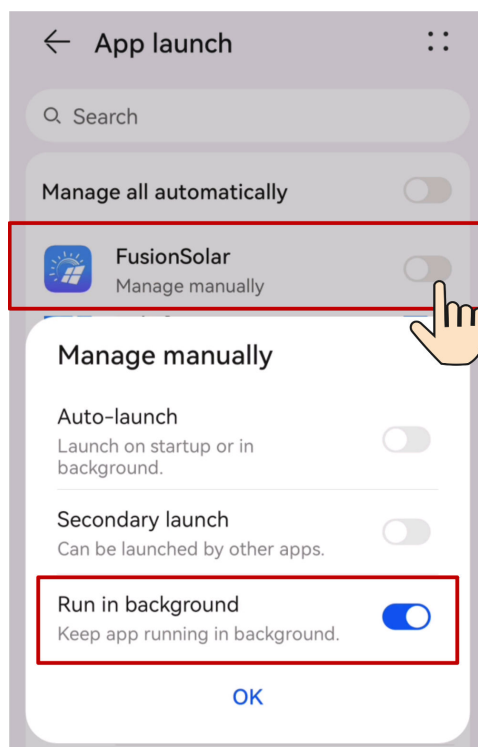 App launch
Search
Manage all automatically
FusionSolar
Manage manually
Manage manually
Auto-launch
Launch on startup or in
background.
Secondary launch
Can be launched by other apps.
Run in background
Keep app running in background.
OK